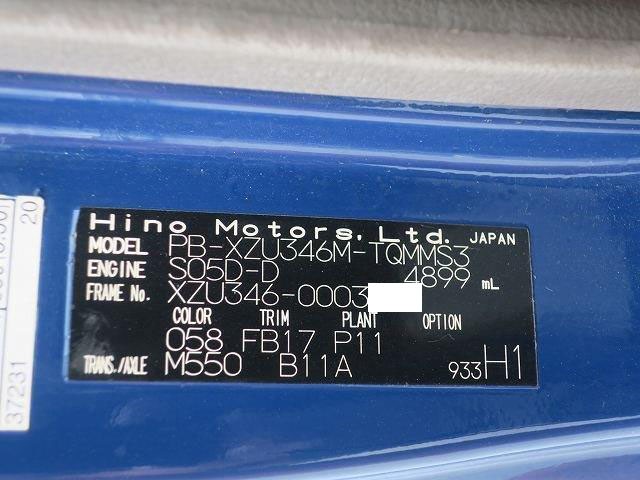 Hino Motors, Ltd. JAPAN
MODEL PB-XZU346M-TQMMS3
ENGINE S05D-D 4899 mL
FRAME No. XZU346-0003
COLOR TRIM PLANT OPTION
058 FB17 P11
TRANS./AXLE M550 B11A 933H1
20
37231